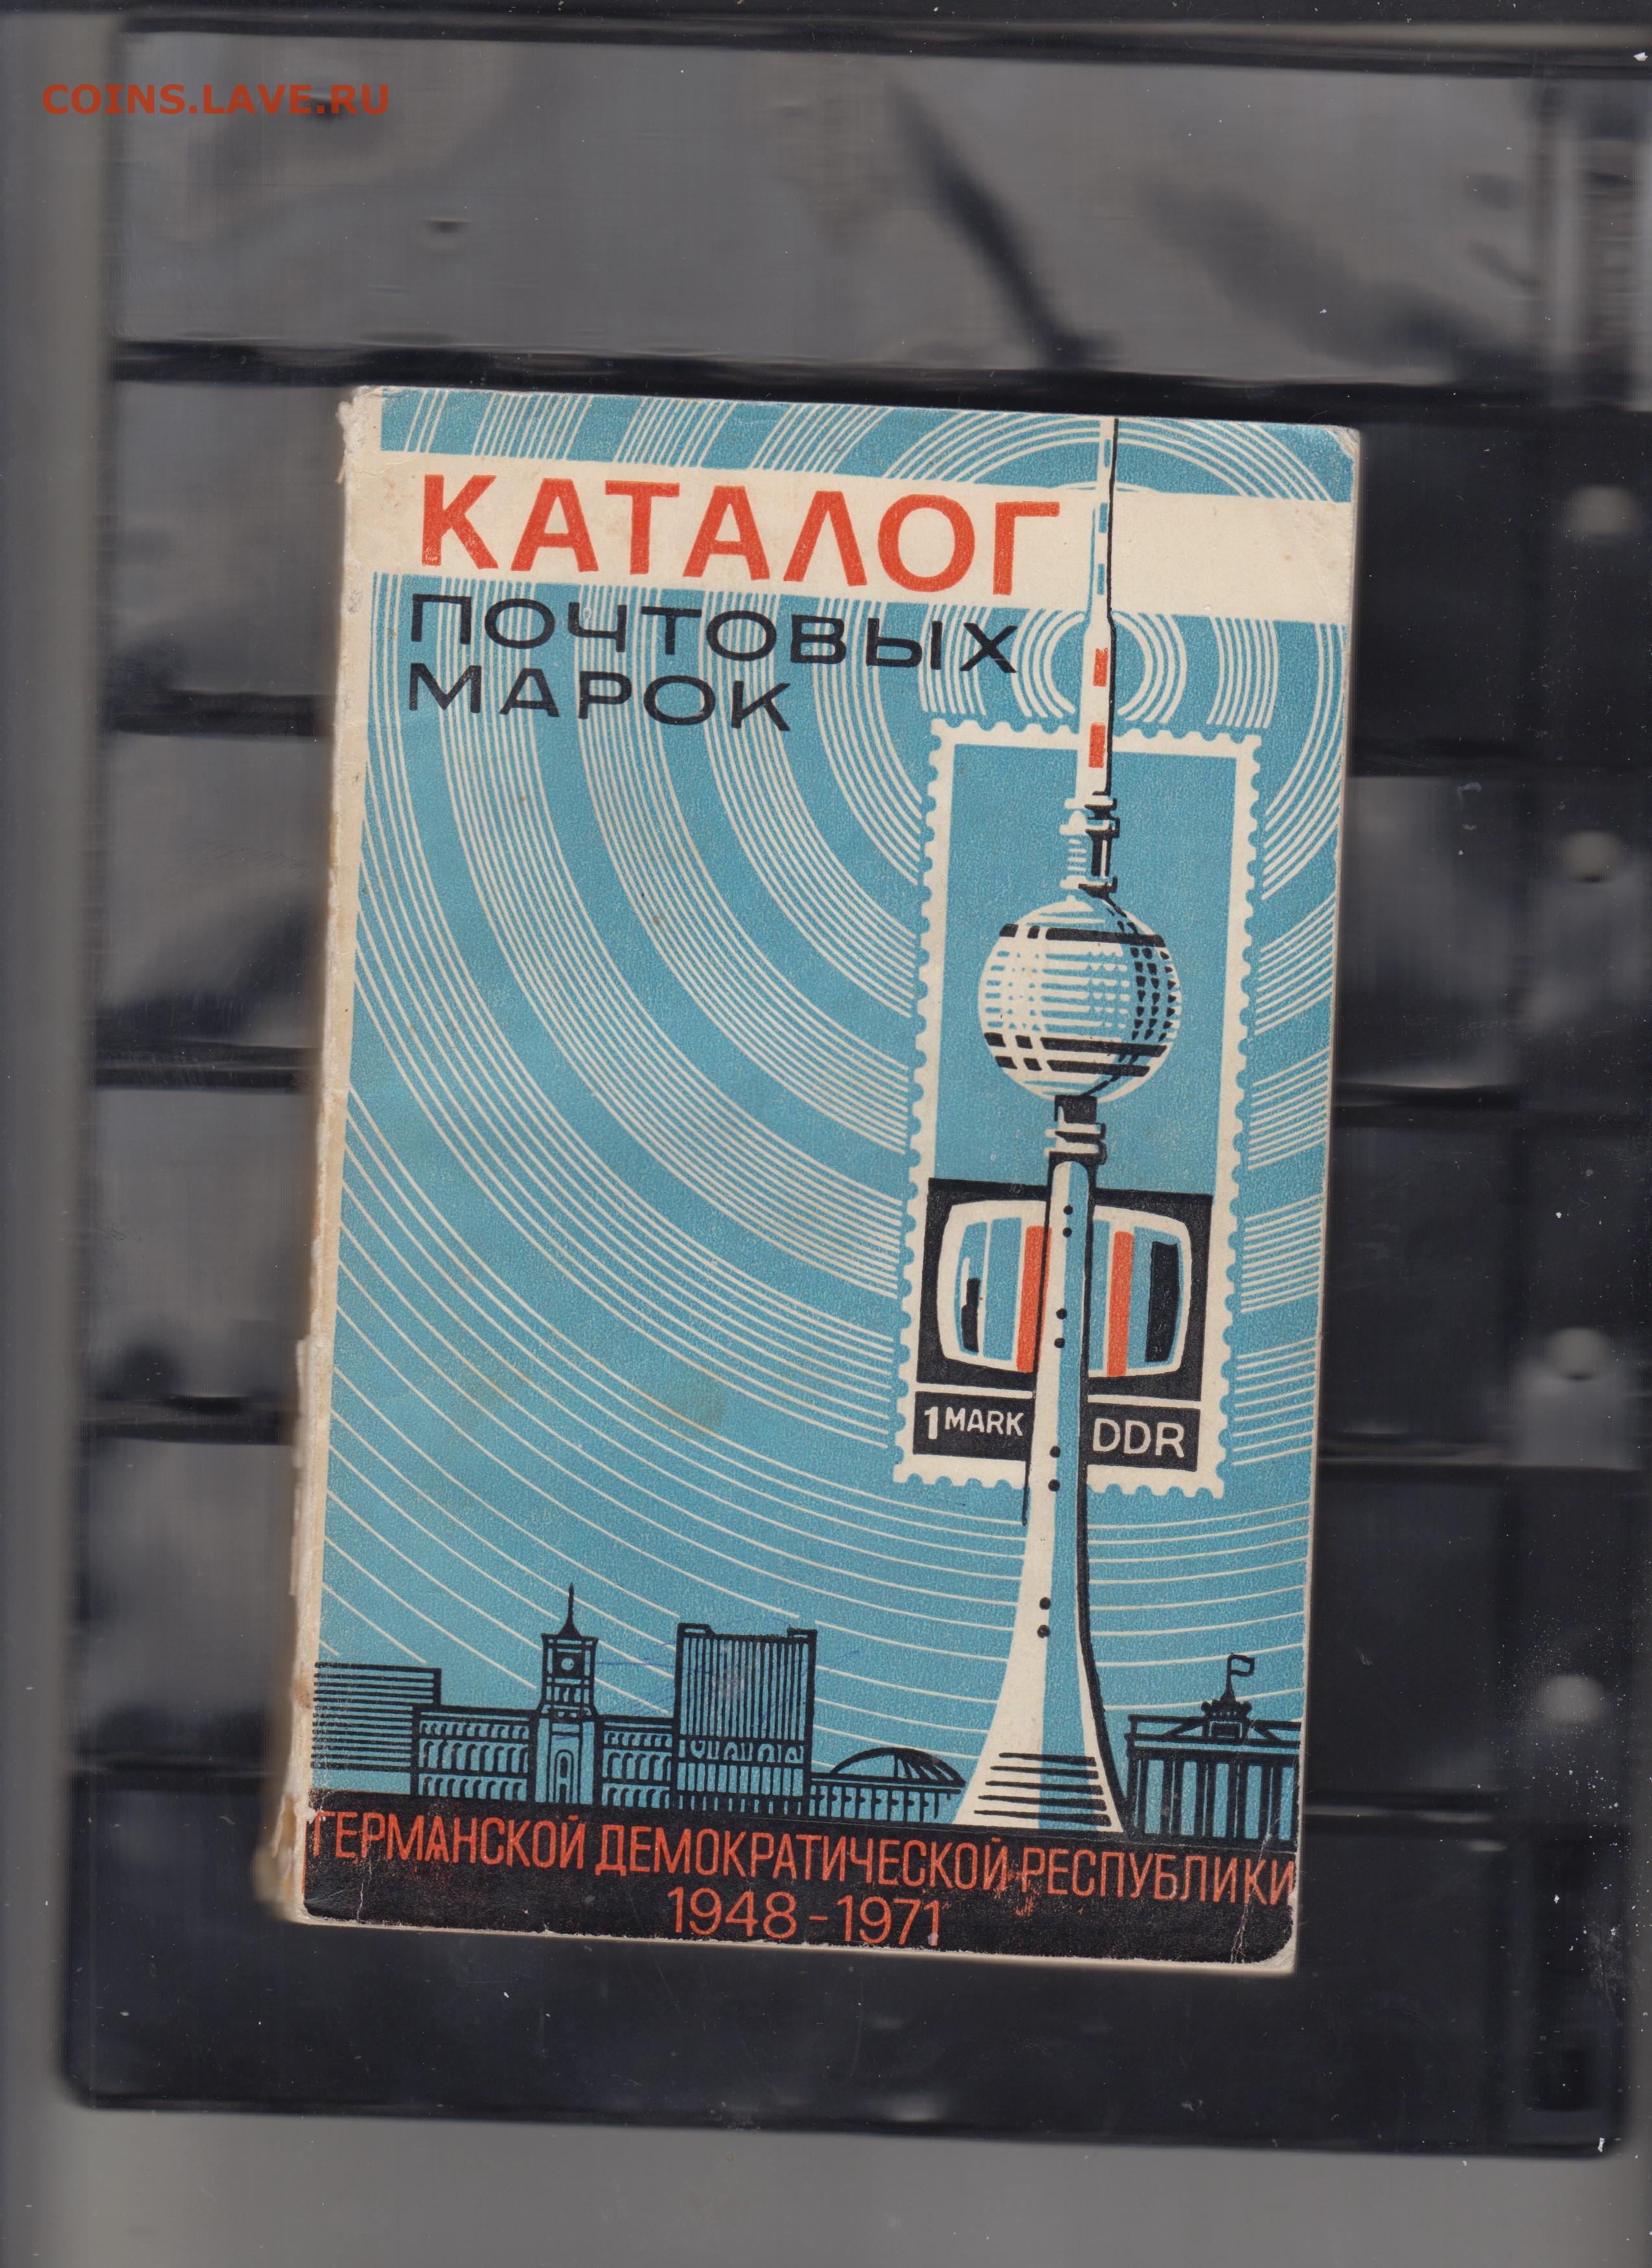 COINS.LAVE.RU
КАТАЛОГ
ПОЧТОВЫХ
МАРОК
1 MARK DDR
ГЕРМАНСКОЙ ДЕМОКРАТИЧЕСКОЙ РЕСПУБЛИКИ
1948-1971